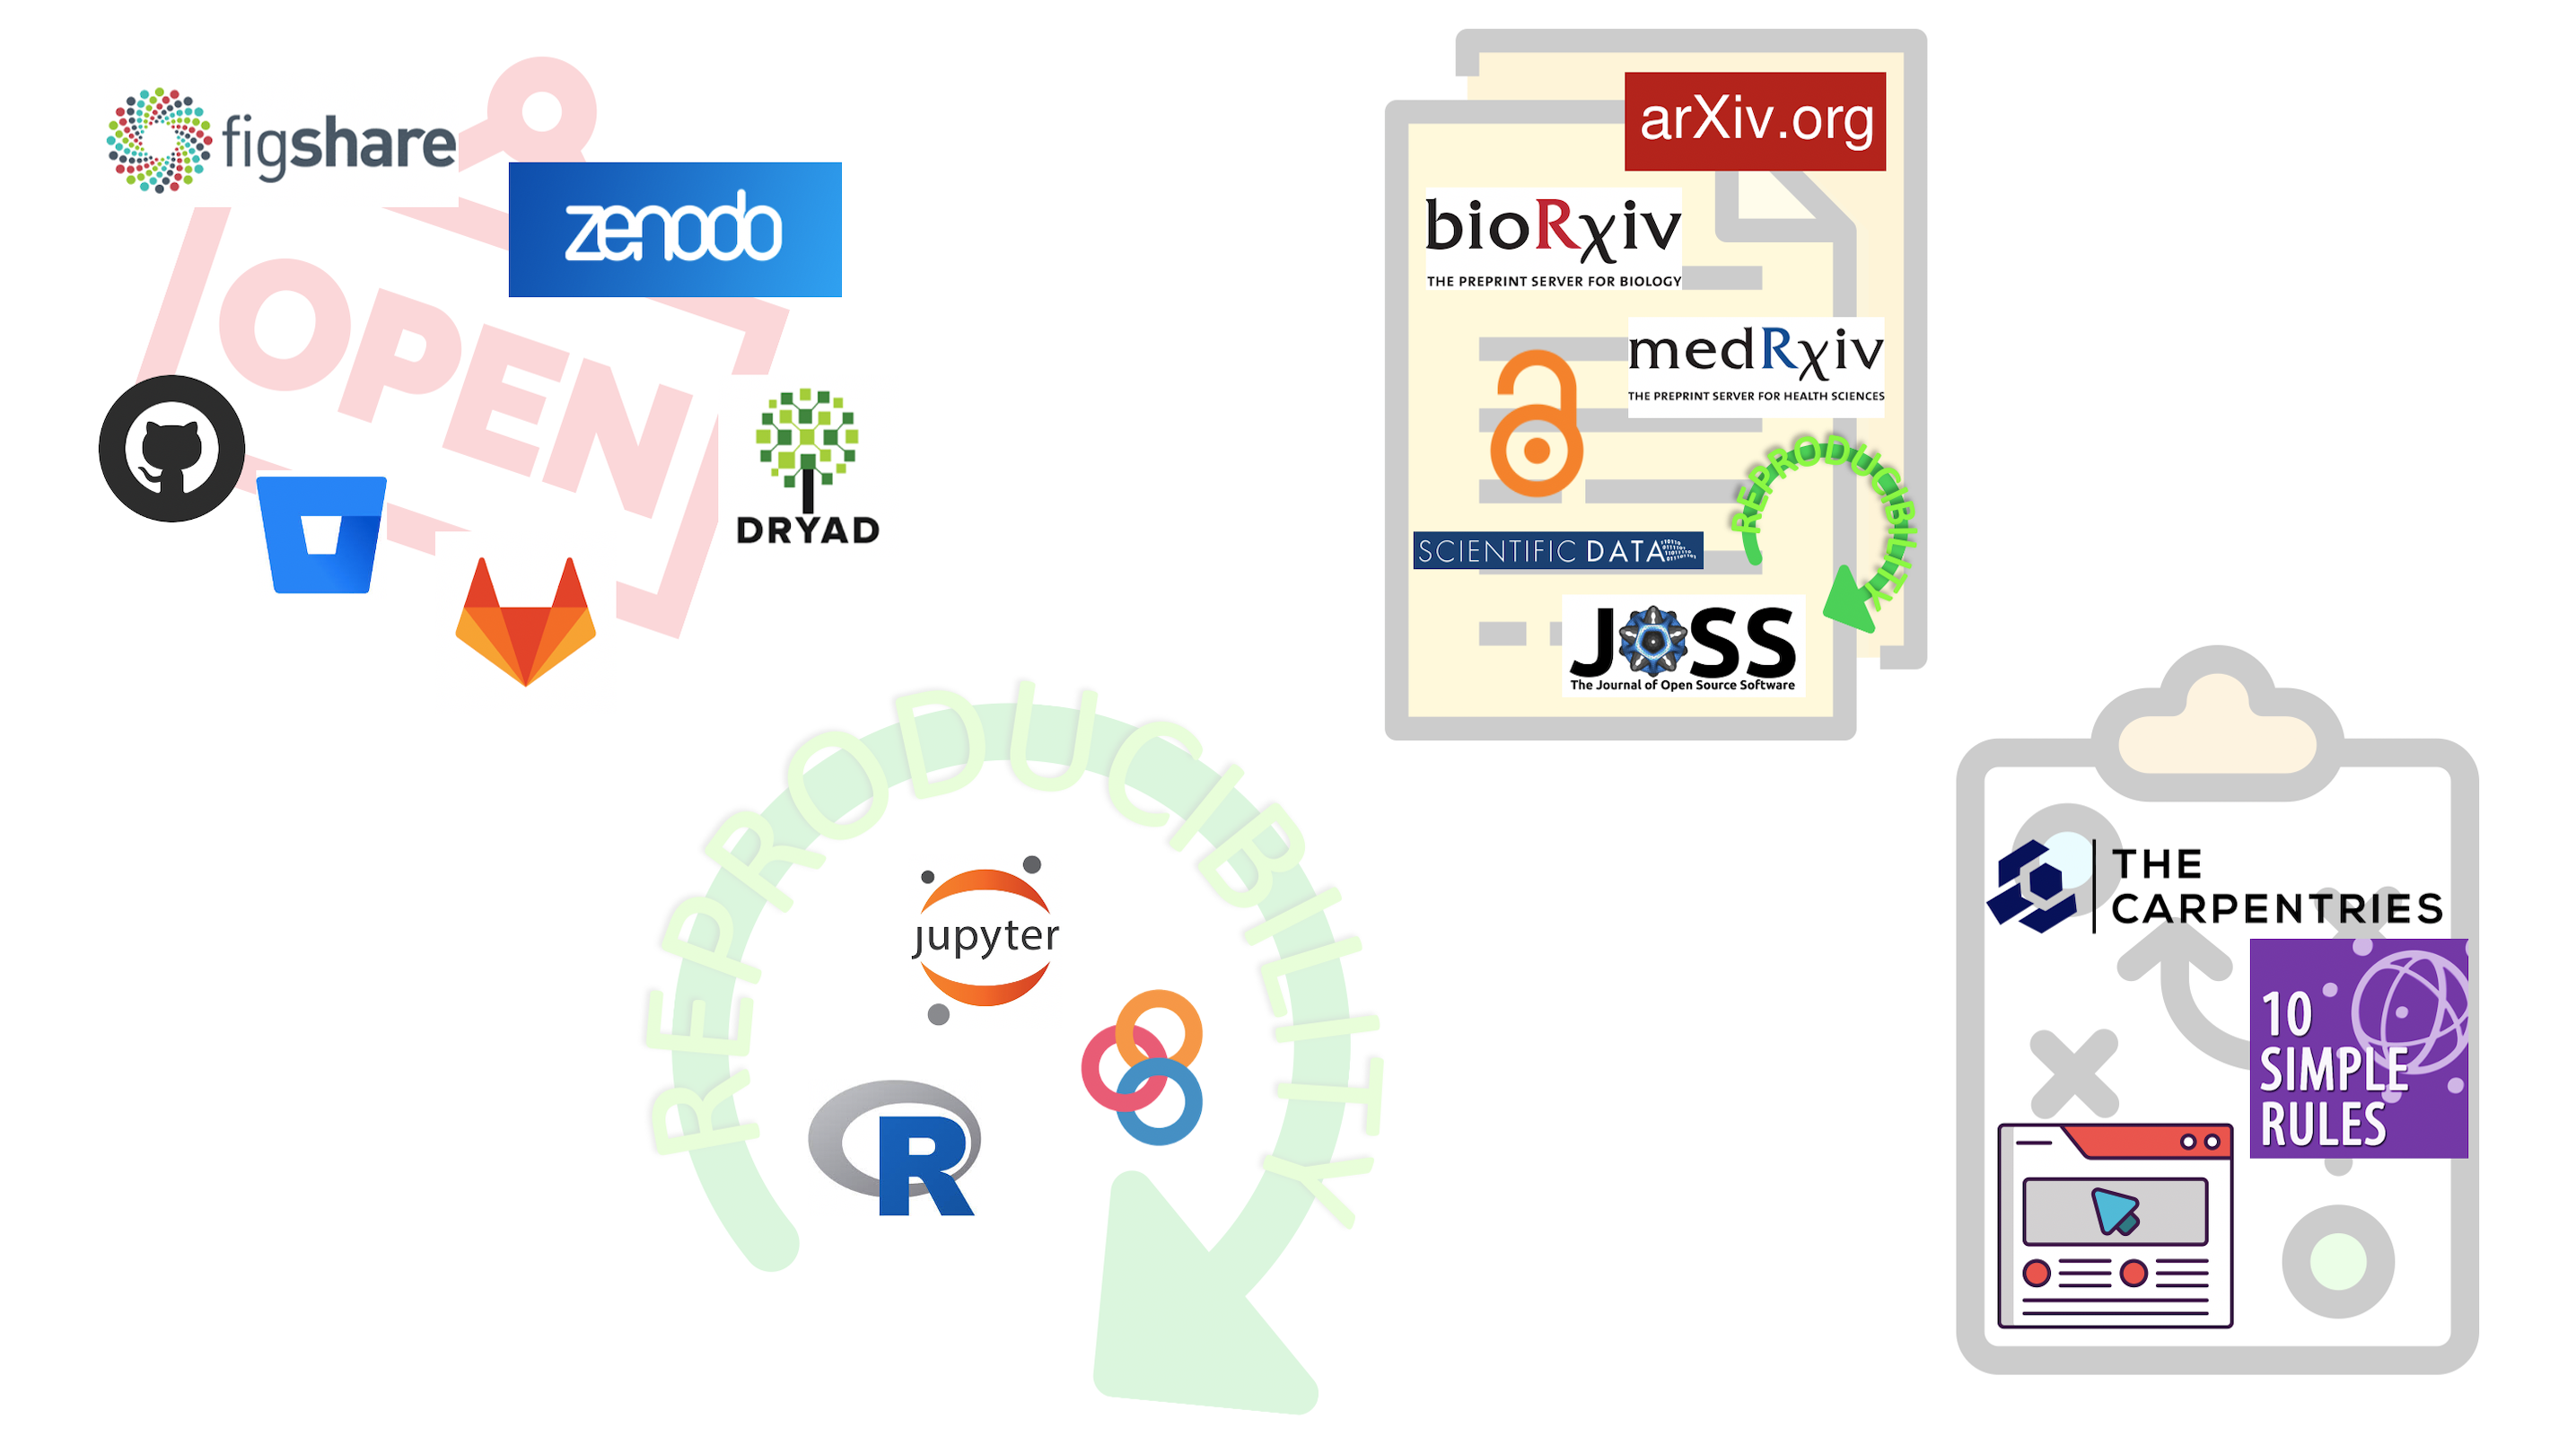 figshare
zenodo
OPEN
DRYAD
arXiv.org
bioRχiv
THE PREPRINT SERVER FOR BIOLOGY
medRχiv
THE PREPRINT SERVER FOR HEALTH SCIENCES
REPRODUCIBILITY
SCIENTIFIC DATA
JOSS
The Journal of Open Source Software
REPRODUCIBILITY
jupyter
R
THE
CARPENTRIES
10
SIMPLE
RULES